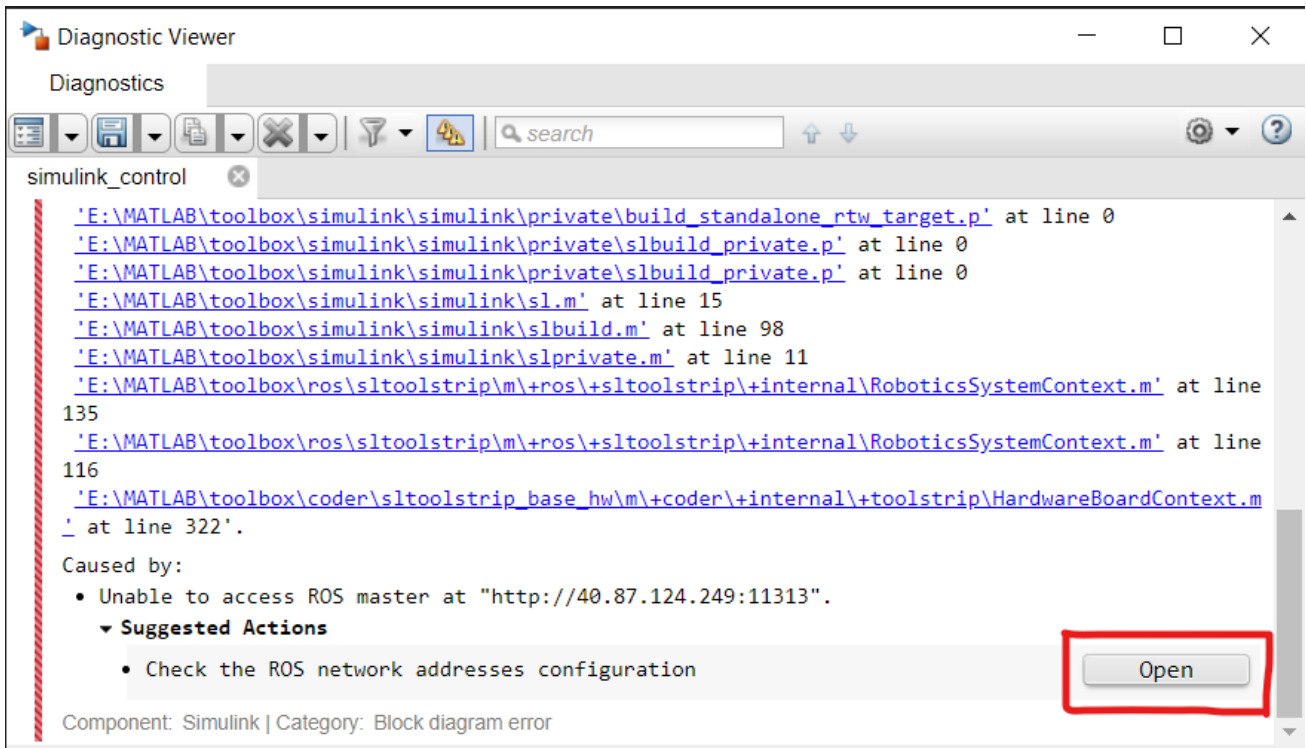 Diagnostic Viewer
Diagnostics
search
simulink_control
'E:\MATLAB\toolbox\simulink\simulink\private\build_standalone_rtw_target.p' at line 0
'E:\MATLAB\toolbox\simulink\simulink\private\slbuild_private.p' at line 0
'E:\MATLAB\toolbox\simulink\simulink\private\slbuild_private.p' at line 0
'E:\MATLAB\toolbox\simulink\simulink\sl.m' at line 15
'E:\MATLAB\toolbox\simulink\simulink\slbuild.m' at line 98
'E:\MATLAB\toolbox\simulink\simulink\slprivate.m' at line 11
'E:\MATLAB\toolbox\ros\sltoolstrip\m\+ros\+sltoolstrip\+internal\RoboticsSystemContext.m' at line
135
'E:\MATLAB\toolbox\ros\sltoolstrip\m\+ros\+sltoolstrip\+internal\RoboticsSystemContext.m' at line
116
'E:\MATLAB\toolbox\coder\sltoolstrip_base_hw\m\+coder\+internal\+toolstrip\HardwareBoardContext.m
' at line 322'.
Caused by:
• Unable to access ROS master at "http://40.87.124.249:11313".
Suggested Actions
• Check the ROS network addresses configuration
Open
Component: Simulink | Category: Block diagram error